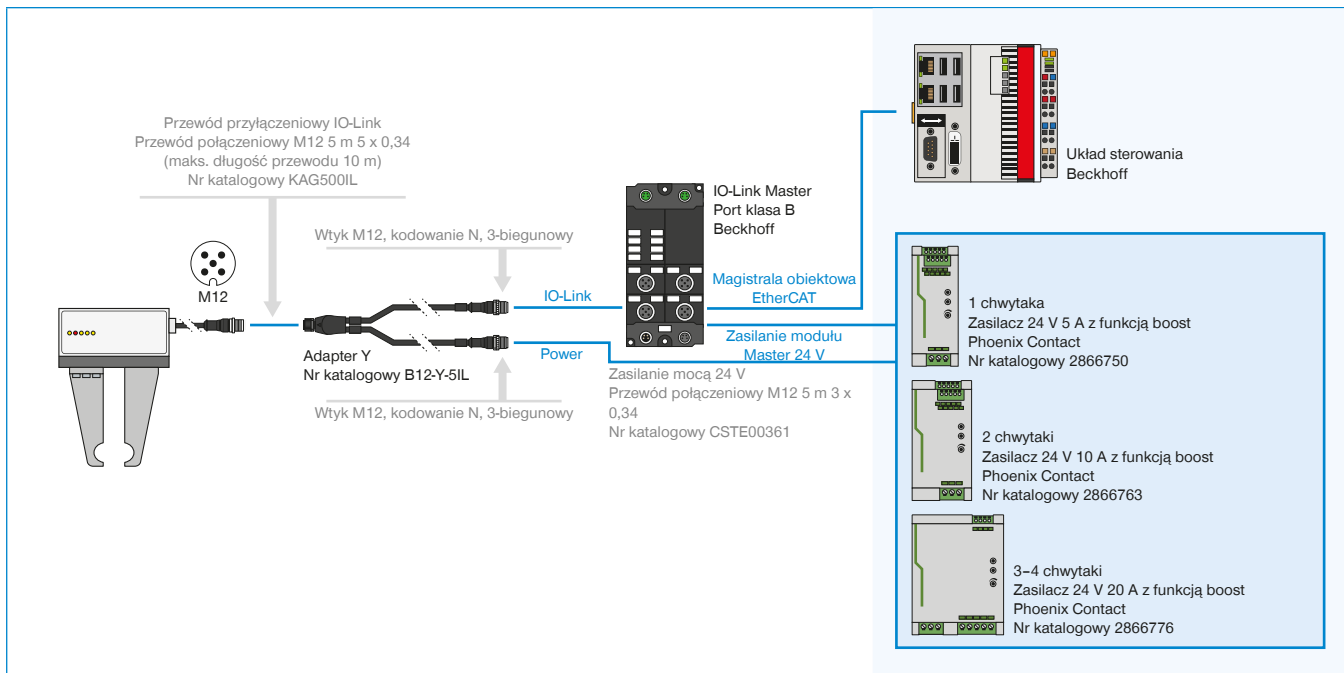 Przewód przyłączeniowy IO-Link
Przewód połączeniowy M12 5 m 5 x 0,34
(maks. długość przewodu 10 m)
Nr katalogowy KAG500IL
M12
Wtyk M12, kodowanie N, 3-biegunowy
Adapter Y
Nr katalogowy B12-Y-5IL
Wtyk M12, kodowanie N, 3-biegunowy
IO-Link
Power
IO-Link Master
Port klasa B
Beckhoff
Magistrala obiektowa
EtherCAT
Zasilanie modułu
Master 24 V
Zasilanie mocą 24 V
Przewód połączeniowy M12 5 m 3 x
0,34
Nr katalogowy CSTE00361
Układ sterowania
Beckhoff
1 chwytaka
Zasilacz 24 V 5 A z funkcją boost
Phoenix Contact
Nr katalogowy 2866750
2 chwytaki
Zasilacz 24 V 10 A z funkcją boost
Phoenix Contact
Nr katalogowy 2866763
3–4 chwytaki
Zasilacz 24 V 20 A z funkcją boost
Phoenix Contact
Nr katalogowy 2866776